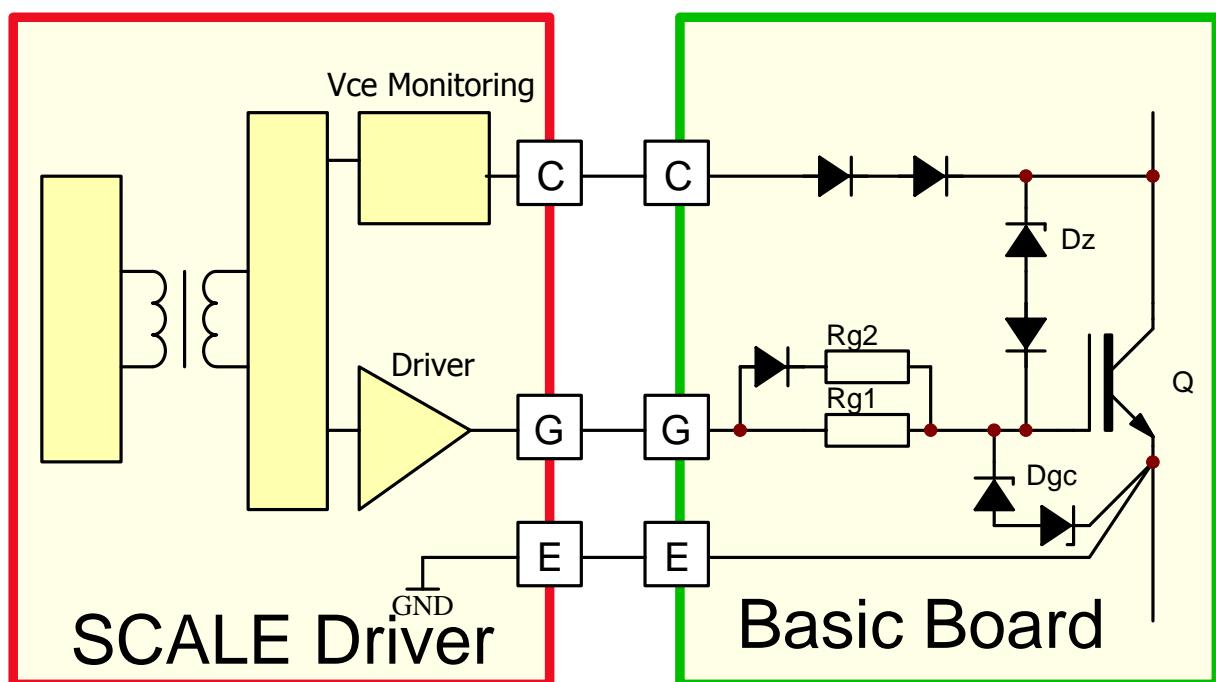 Vce Monitoring
C
C
Dz
Driver
Rg2
Rg1
Q
G
G
Dgc
E
E
GND
SCALE Driver
Basic Board